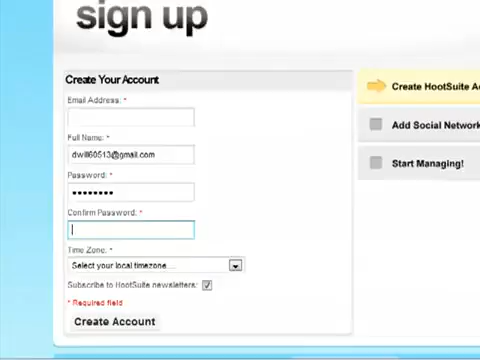 sign up
Create Your Account
Email Address: *
Full Name: *
dwill60513@gmail.com
Password: *
••••••••
Confirm Password: *
Time Zone: *
Select your local timezone...
Subscribe to HootSuite newsletters:
* Required field
Create Account
Create HootSuite Ac
Add Social Network
Start Managing!